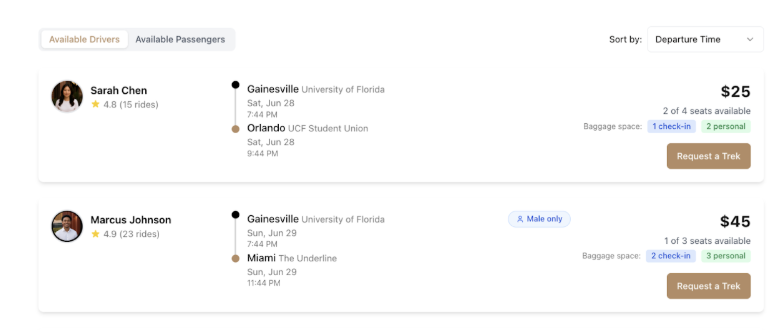 Available Drivers Available Passengers
Sort by: Departure Time
Sarah Chen
4.8 (15 rides)
Gainesville University of Florida
Sat, Jun 28
7:44 PM
Orlando UCF Student Union
Sat, Jun 28
9:44 PM
$25
2 of 4 seats available
Baggage space: 1 check-in 2 personal
Request a Trek
Marcus Johnson
4.9 (23 rides)
Gainesville University of Florida
Sun, Jun 29
7:44 PM
Miami The Underline
Sun, Jun 29
11:44 PM
Male only
$45
1 of 3 seats available
Baggage space: 2 check-in 3 personal
Request a Trek